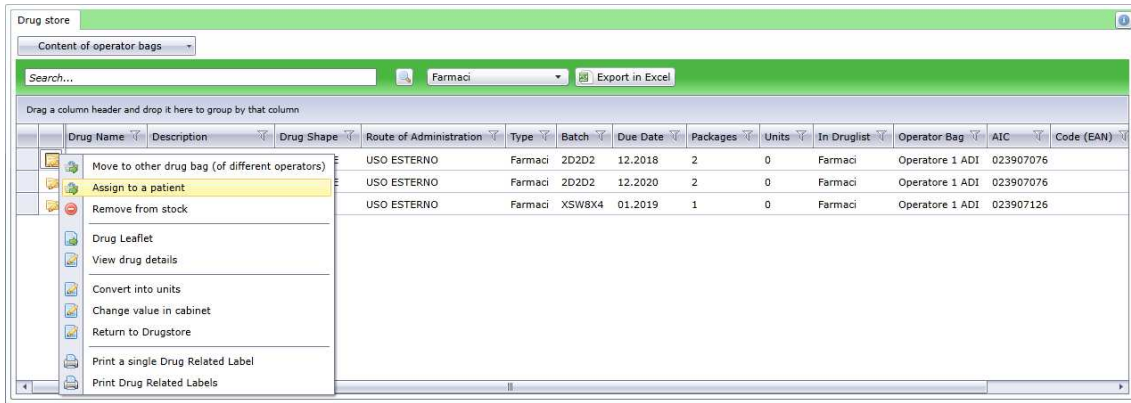 Drug store
Content of operator bags
Search...
Farmaci
Export in Excel
Drag a column header and drop it here to group by that column
Drug Name Description Drug Shape Route of Administration Type Batch Due Date Packages Units In Druglist Operator Bag AIC Code (EAN)
Move to other drug bag (of different operators) E USO ESTERNO Farmaci 2D2D2 12.2018 2 0 Farmaci Operatore 1 ADI 023907076
Assign to a patient E USO ESTERNO Farmaci 2D2D2 12.2020 2 0 Farmaci Operatore 1 ADI 023907076
Remove from stock USO ESTERNO Farmaci XSW8X4 01.2019 1 0 Farmaci Operatore 1 ADI 023907126
Drug Leaflet
View drug details
Convert into units
Change value in cabinet
Return to Drugstore
Print a single Drug Related Label
Print Drug Related Labels